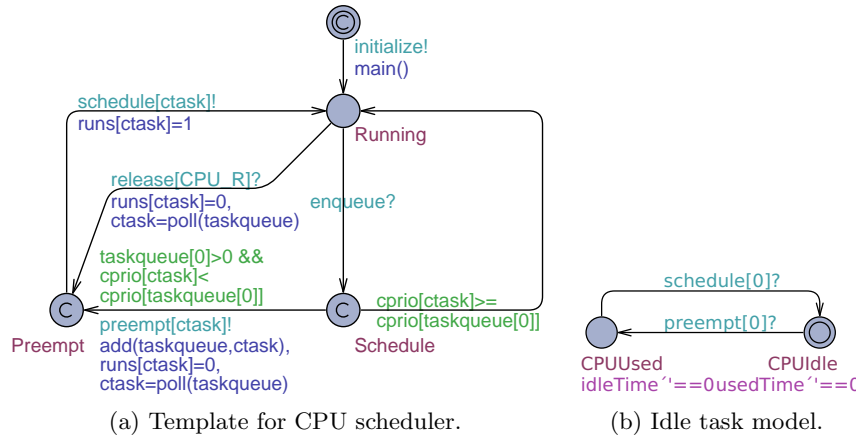 C
initialize!
main()
schedule[ctask]!
runs[ctask]=1
Running
release[CPU_R]?
runs[ctask]=0,
ctask=poll(taskqueue)
enqueue?
taskqueue[0]>0 &&
cprio[ctask]<
cprio[taskqueue[0]]
C
C
cprio[ctask]>=
cprio[taskqueue[0]]
Preempt
preempt[ctask]!
add(taskqueue,ctask),
runs[ctask]=0,
ctask=poll(taskqueue)
Schedule
schedule[0]?
preempt[0]?
CPUUsed
CPUIdle
idleTime´'==0
usedTime´'==0
(a) Template for CPU scheduler.
(b) Idle task model.